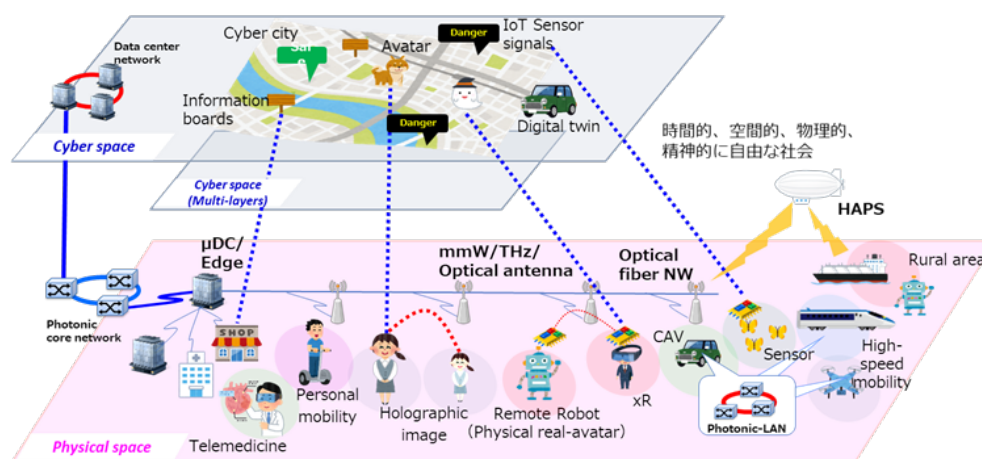 Data center
network
Cyber city
Saf
e
Avatar
Danger
IoT Sensor
signals
Information
boards
Danger
Digital twin
Cyber space
Cyber space
(Multi-layers)
時間的、空間的、物理的、
精神的に自由な社会
HAPS
μDC/
Edge
mmW/THz/
Optical antenna
Optical
fiber NW
Rural area
Photonic
core network
SHOP
CAV
Sensor
High-
speed
mobility
Personal
mobility
Holographic
image
Remote Robot
(Physical real-avatar)
xR
Photonic-LAN
Telemedicine
Physical space